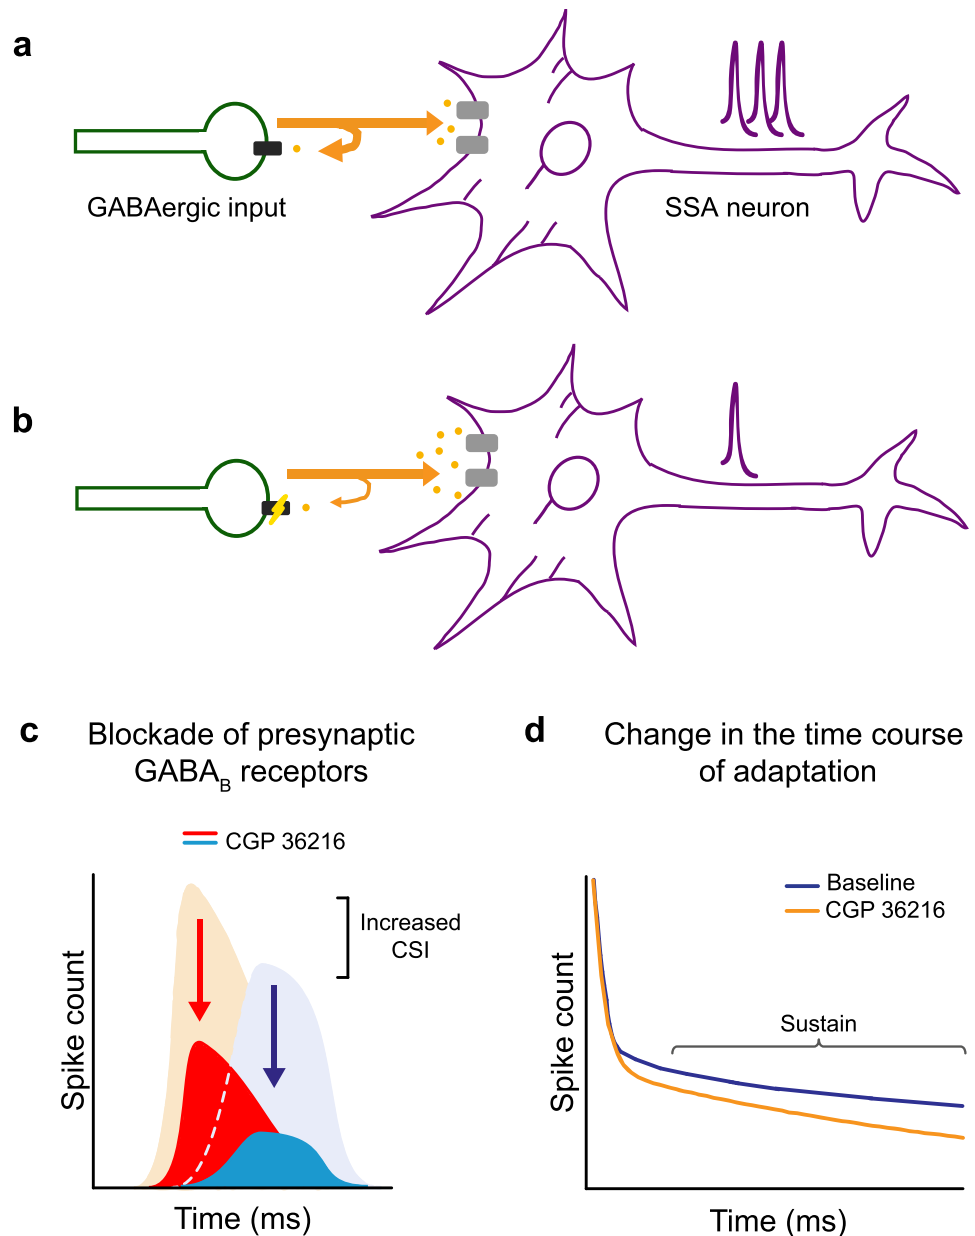 a
GABAergic input
SSA neuron
b
c
Blockade of presynaptic
GABA_B receptors
CGP 36216
Increased
CSI
Spike count
Time (ms)
d
Change in the time course
of adaptation
Baseline
CGP 36216
Sustain
Spike count
Time (ms)